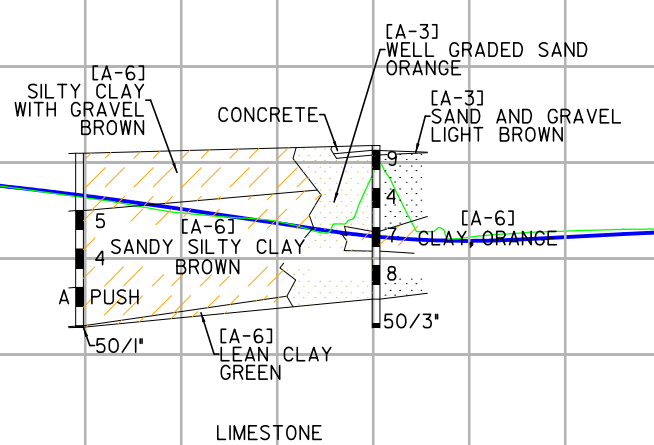 [A-3]
WELL GRADED SAND
ORANGE
[A-6]
SILTY CLAY
WITH GRAVEL
BROWN
CONCRETE
[A-3]
SAND AND GRAVEL
LIGHT BROWN
9
4
7
8
50/3"
5
4
A PUSH
50/1"
[A-6]
SANDY SILTY CLAY
BROWN
[A-6]
CLAY, ORANGE
[A-6]
LEAN CLAY
GREEN
LIMESTONE